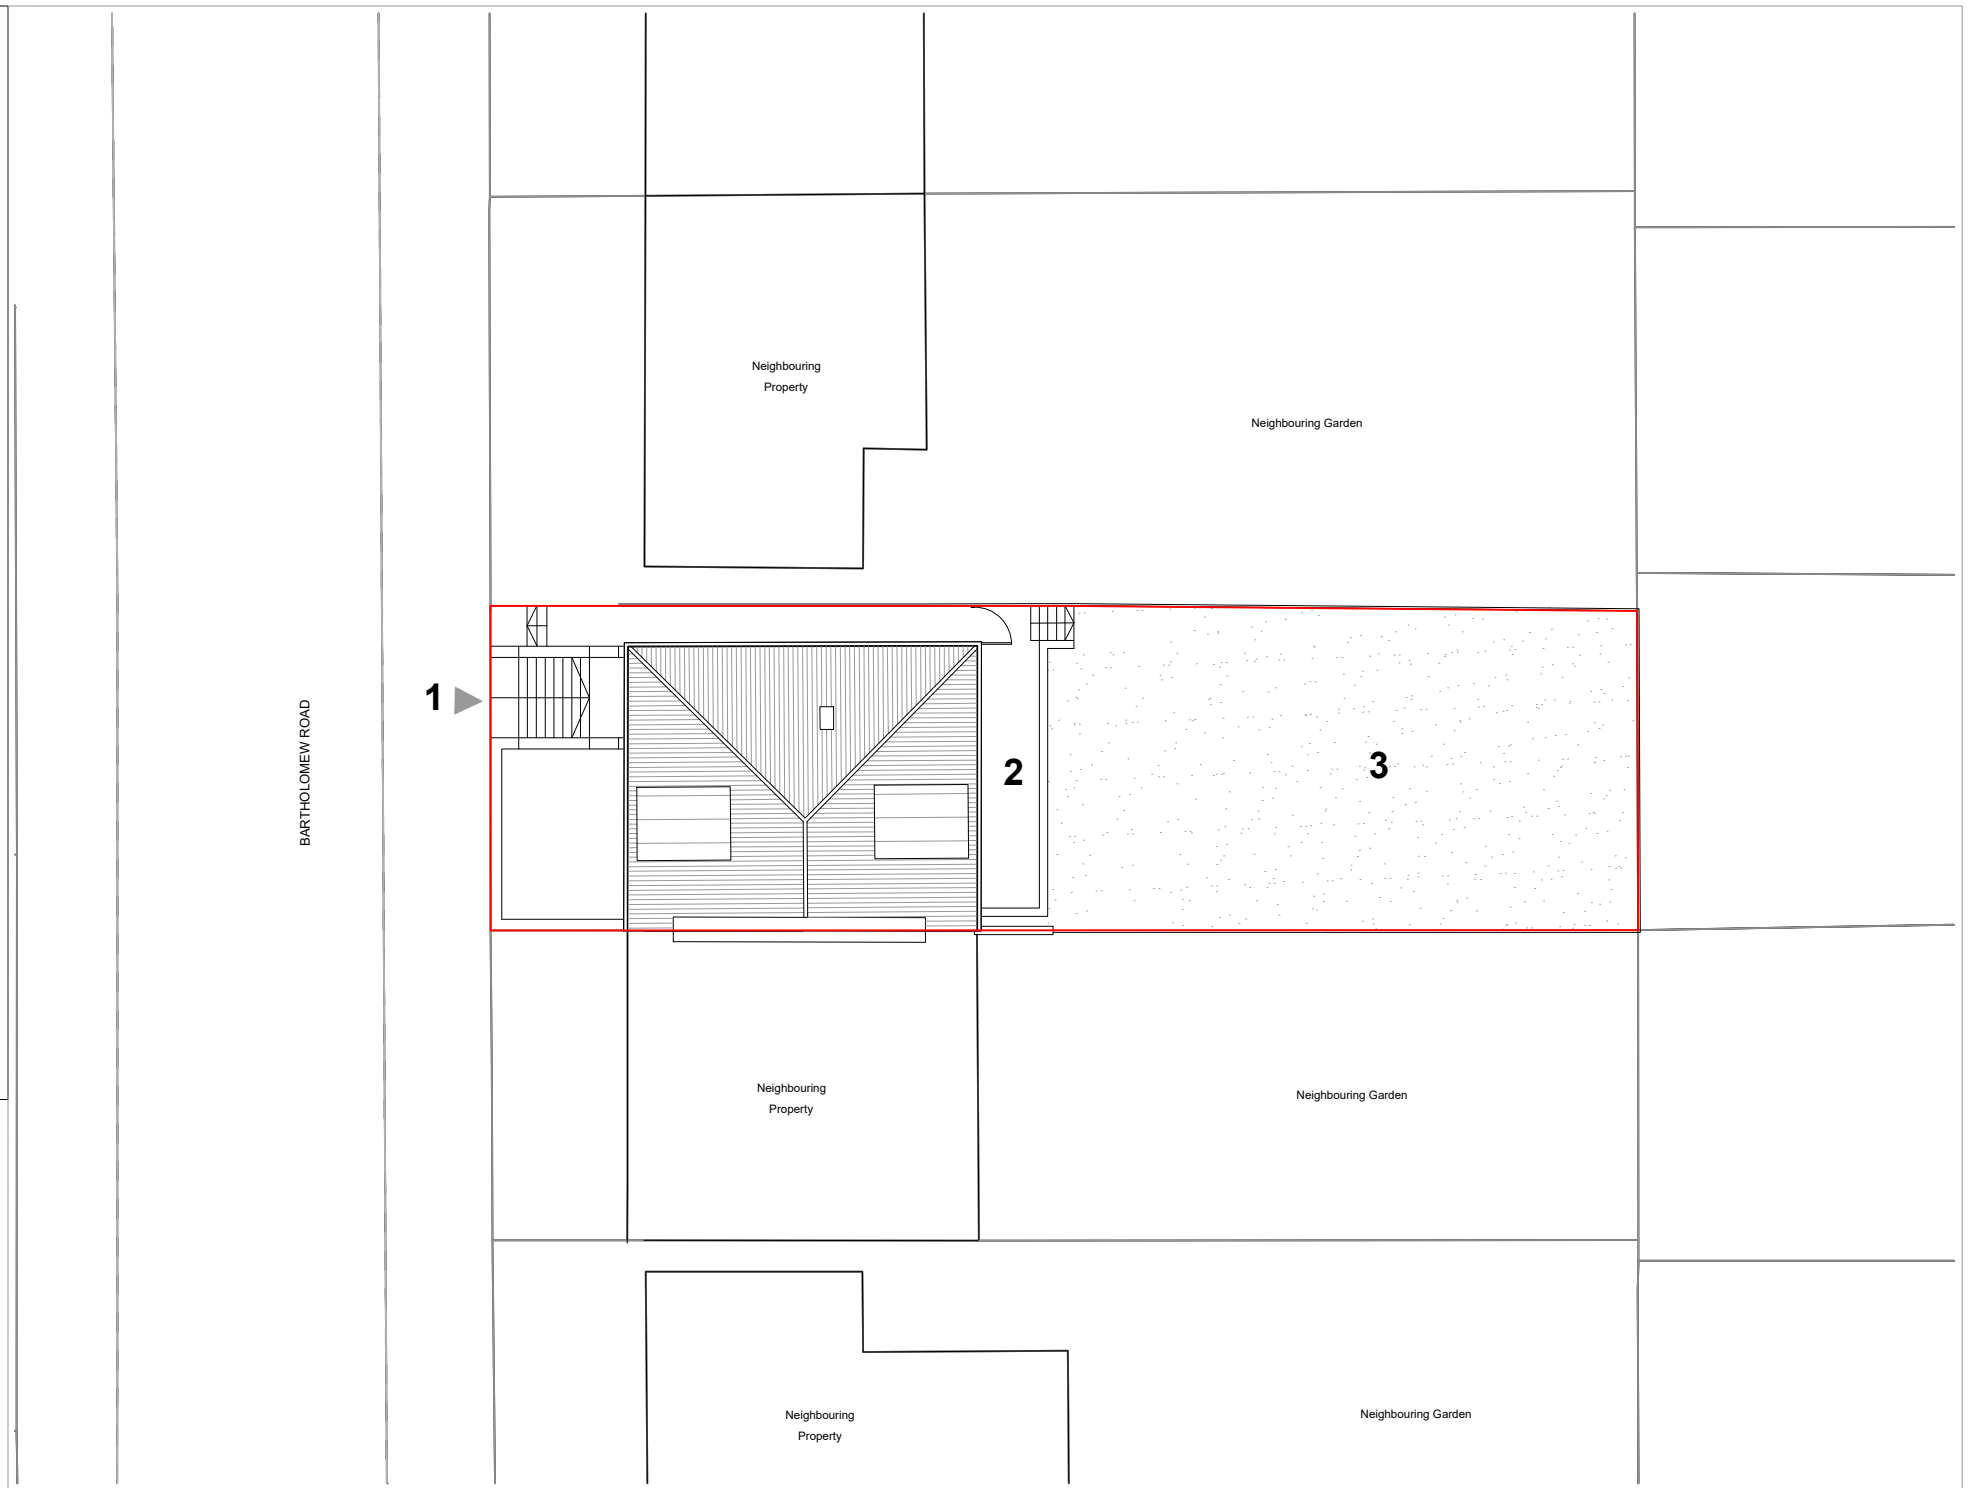 Neighbouring
Property
Neighbouring Garden
1
BARTHOLOMEW ROAD
2
3
Neighbouring
Property
Neighbouring Garden
Neighbouring
Property
Neighbouring Garden